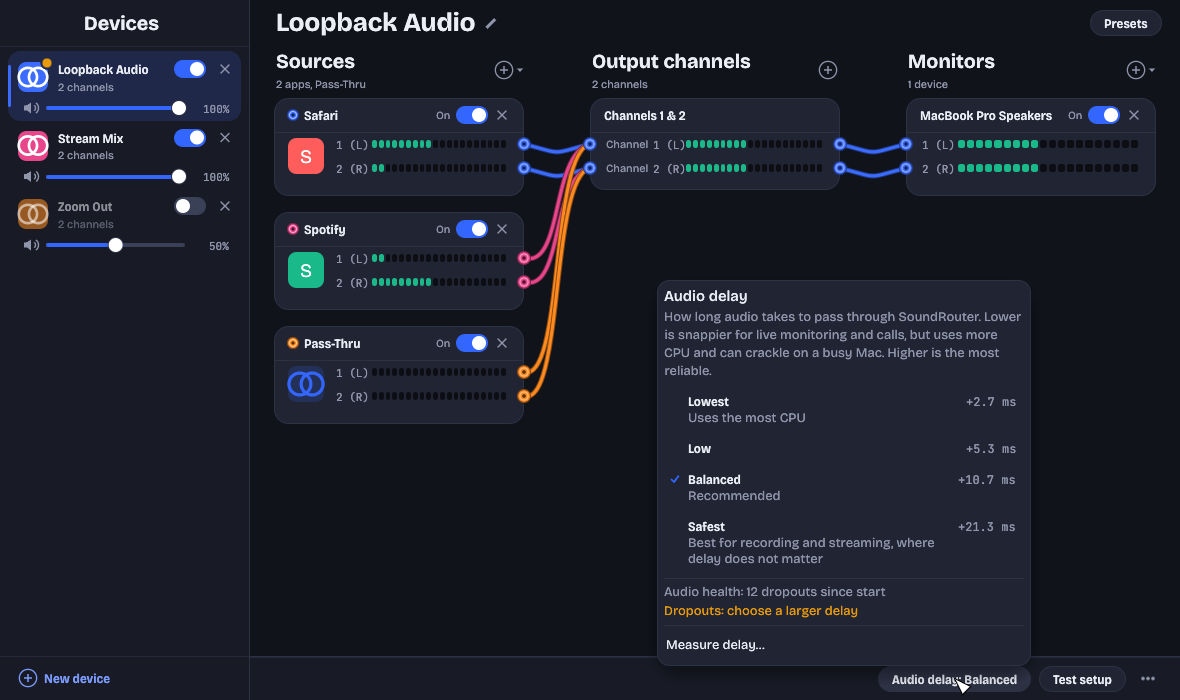 Devices
Loopback Audio
2 channels
100%
Stream Mix
2 channels
100%
Zoom Out
2 channels
50%
New device
Loopback Audio
Presets
Sources
2 apps, Pass-Thru
Output channels
2 channels
Monitors
1 device
Safari
On
S
1 (L)
2 (R)
Spotify
On
S
1 (L)
2 (R)
Pass-Thru
On
1 (L)
2 (R)
Channels 1 & 2
Channel 1 (L)
Channel 2 (R)
MacBook Pro Speakers
On
1 (L)
2 (R)
Audio delay
How long audio takes to pass through SoundRouter. Lower
is snappier for live monitoring and calls, but uses more
CPU and can crackle on a busy Mac. Higher is the most
reliable.
Lowest +2.7 ms
Uses the most CPU
Low +5.3 ms
Balanced +10.7 ms
Recommended
Safest +21.3 ms
Best for recording and streaming, where
delay does not matter
Audio health: 12 dropouts since start
Dropouts: choose a larger delay
Measure delay...
Audio delay Balanced
Test setup